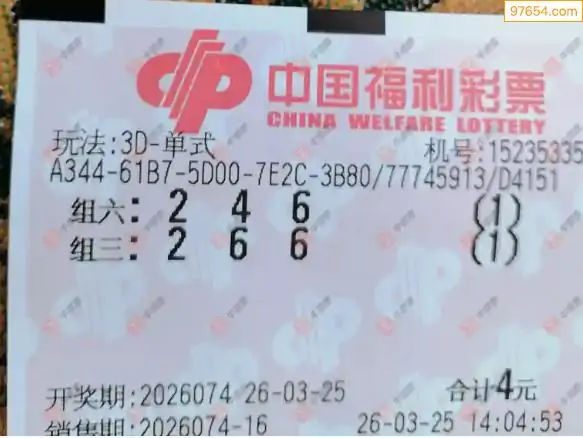 97654.com
中国福利彩票
CHINA WELFARE LOTTERY
玩法:3D-单式 机号:15235335
A344-61B7-5D00-7E2C-3B80/77745913/D4151
组六: 2 4 6 (1)
组三: 2 6 6 (1)
开奖期:2026074 26-03-25 合计4元
销售期:2026074-16 26-03-25 14:04:53